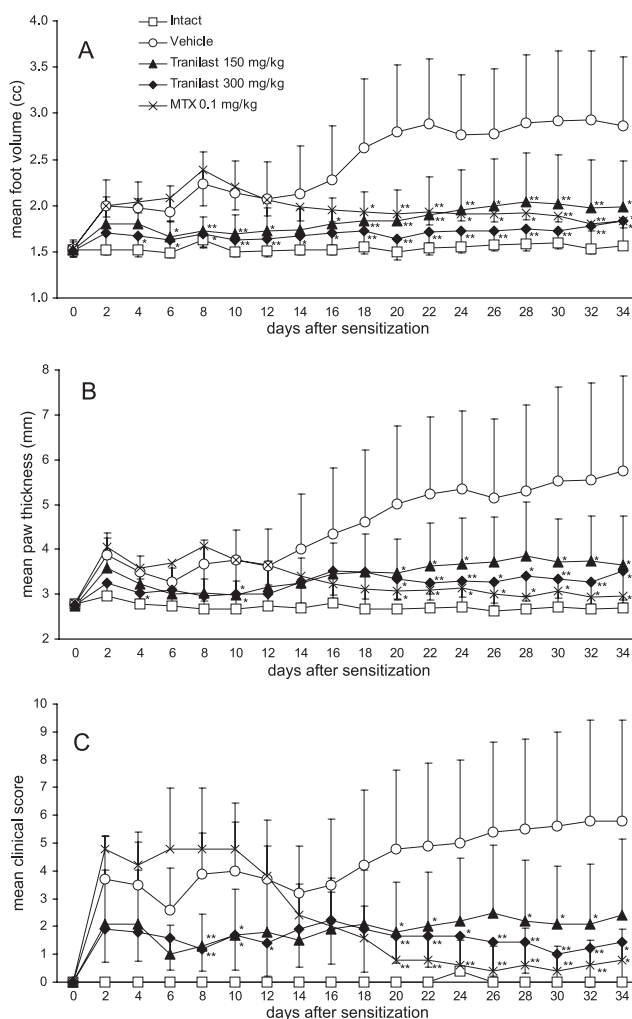 Intact
Vehicle
Tranilast 150 mg/kg
Tranilast 300 mg/kg
MTX 0.1 mg/kg
A
mean foot volume (cc)
4.0
3.5
3.0
2.5
2.0
1.5
1.0
0 2 4 6 8 10 12 14 16 18 20 22 24 26 28 30 32 34
days after sensitization
B
mean paw thickness (mm)
8
7
6
5
4
3
2
0 2 4 6 8 10 12 14 16 18 20 22 24 26 28 30 32 34
days after sensitization
C
mean clinical score
10
9
8
7
6
5
4
3
2
1
0
0 2 4 6 8 10 12 14 16 18 20 22 24 26 28 30 32 34
days after sensitization